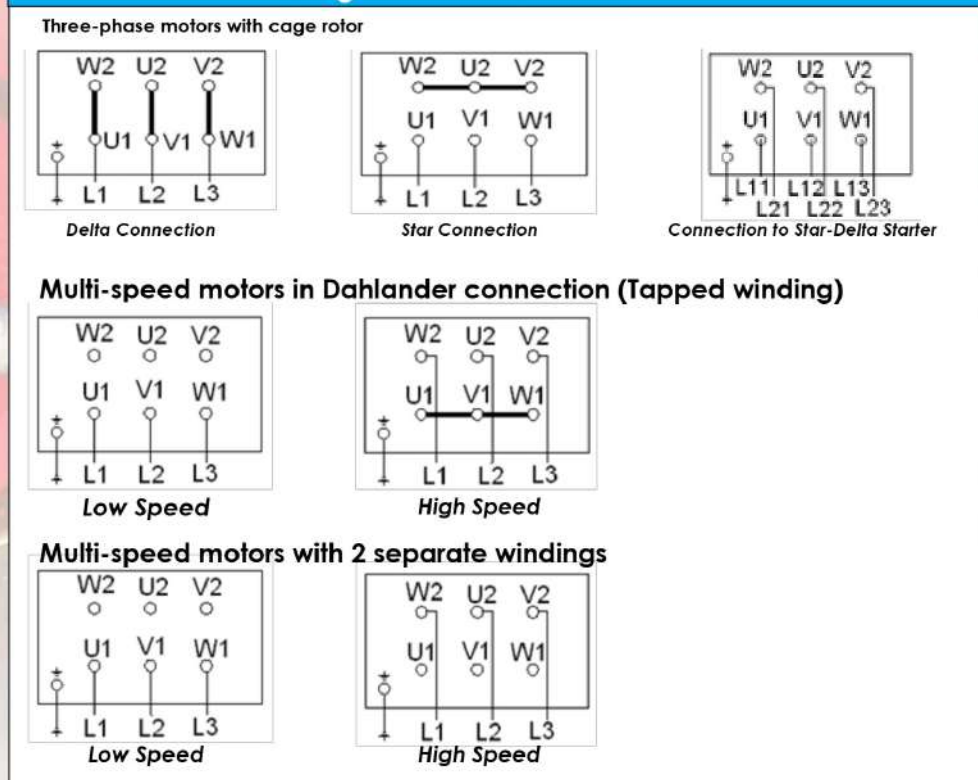 Three-phase motors with cage rotor
W2 U2 V2
U1 V1 W1
L1 L2 L3
Delta Connection
W2 U2 V2
U1 V1 W1
L1 L2 L3
Star Connection
W2 U2 V2
U1 V1 W1
L11 L12 L13
L21 L22 L23
Connection to Star-Delta Starter
Multi-speed motors in Dahlander connection (Tapped winding)
W2 U2 V2
U1 V1 W1
L1 L2 L3
Low Speed
W2 U2 V2
U1 V1 W1
L1 L2 L3
High Speed
Multi-speed motors with 2 separate windings
W2 U2 V2
U1 V1 W1
L1 L2 L3
Low Speed
W2 U2 V2
U1 V1 W1
L1 L2 L3
High Speed